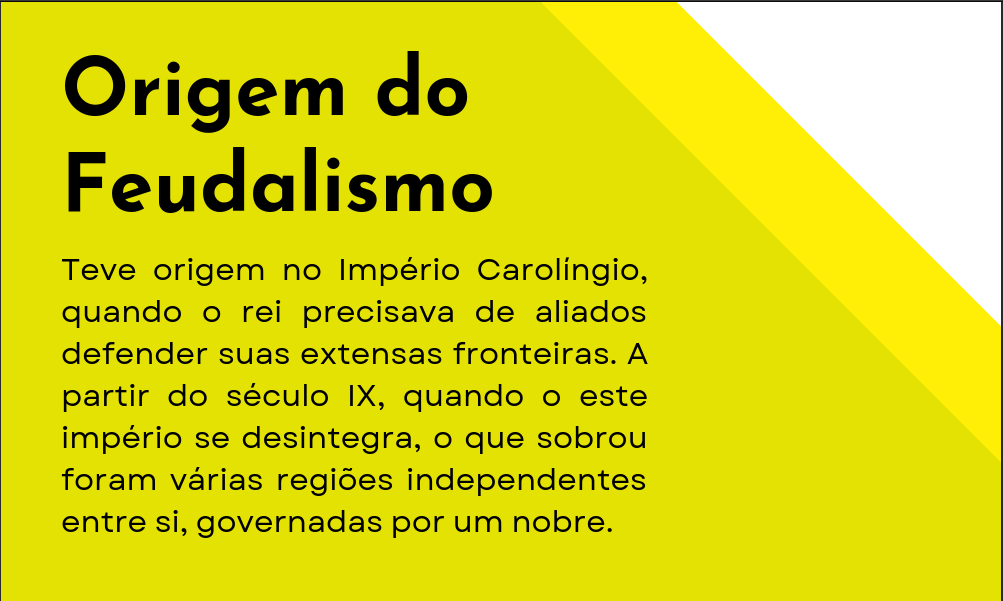 Origem do
Feudalismo
Teve origem no Império Carolíngio,
quando o rei precisava de aliados
defender suas extensas fronteiras. A
partir do século IX, quando o este
império se desintegra, o que sobrou
foram várias regiões independentes
entre si, governadas por um nobre.